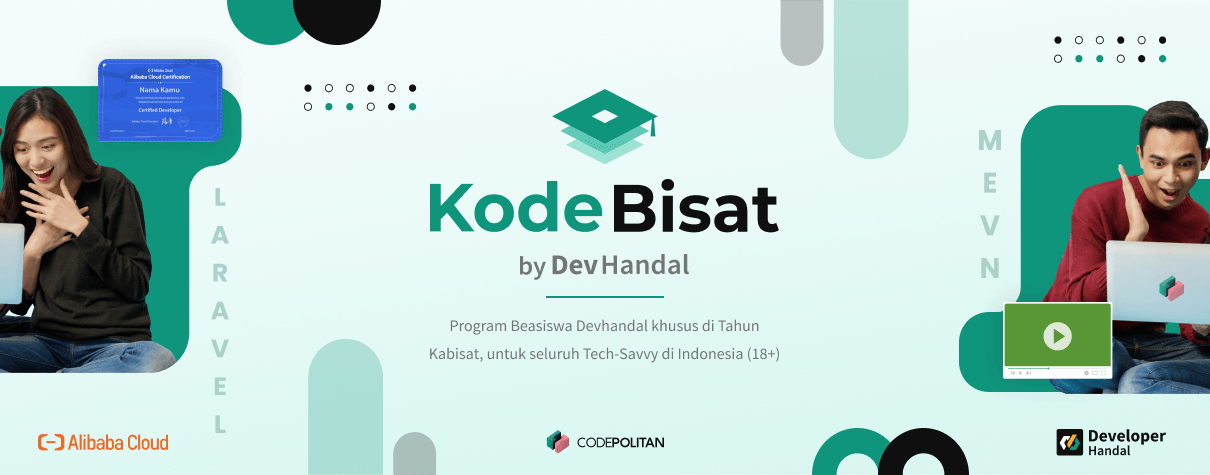 Alibaba Cloud Certification
Nama Kamu
Certified Developer
LARAVEL
KodeBisat
by DevHandal
Program Beasiswa Devhandal khusus di Tahun
Kabisat, untuk seluruh Tech-Savvy di Indonesia (18+)
MEVN
Alibaba Cloud
CODEPOLITAN
Developer
Handal